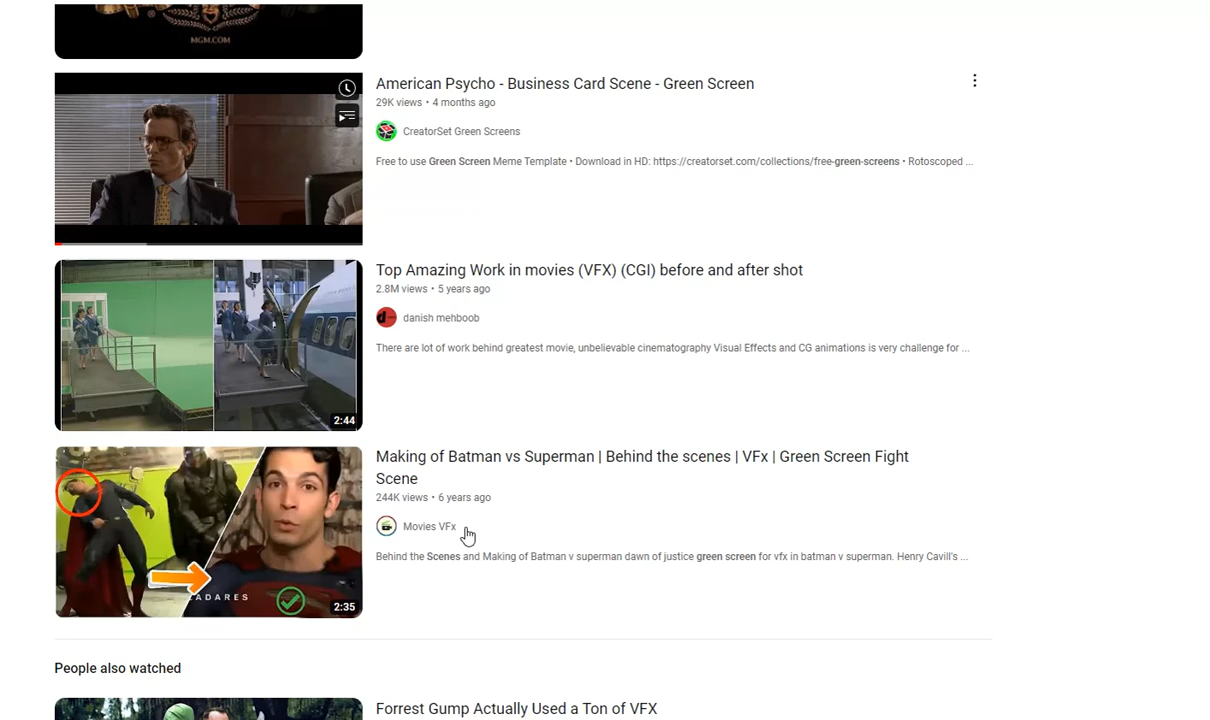 MGM.COM
American Psycho - Business Card Scene - Green Screen
29K views • 4 months ago
CreatorSet Green Screens
Free to use Green Screen Meme Template • Download in HD: https://creatorset.com/collections/free-green-screens • Rotoscoped ...
Top Amazing Work in movies (VFX) (CGI) before and after shot
2.8M views • 5 years ago
danish mehboob
There are lot of work behind greatest movie, unbelievable cinematography Visual Effects and CG animations is very challenge for ...
2:44
Making of Batman vs Superman | Behind the scenes | VFx | Green Screen Fight
Scene
244K views • 6 years ago
Movies VFx
Behind the Scenes and Making of Batman v superman dawn of justice green screen for vfx in batman v superman. Henry Cavill's ...
ADARES
2:35
People also watched
Forrest Gump Actually Used a Ton of VFX